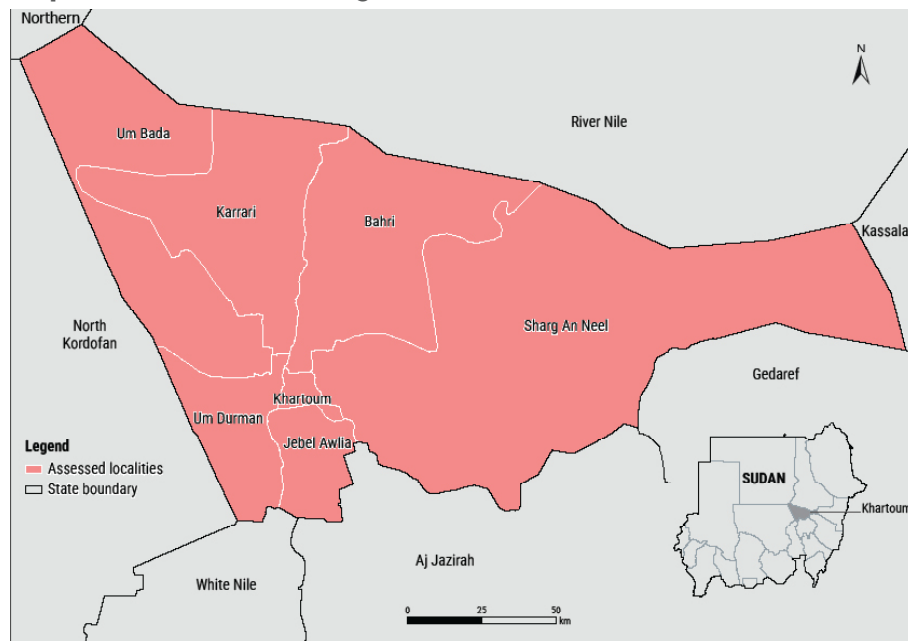 Northern
N
River Nile
Um Bada
Karrari
Bahri
Kassala
North
Kordofan
Sharg An Neel
Gedaref
Khartoum
Um Durman
Jebel Awlia
Legend
Assessed localities
State boundary
SUDAN
Khartoum
Aj Jazirah
White Nile
0 25 50
km